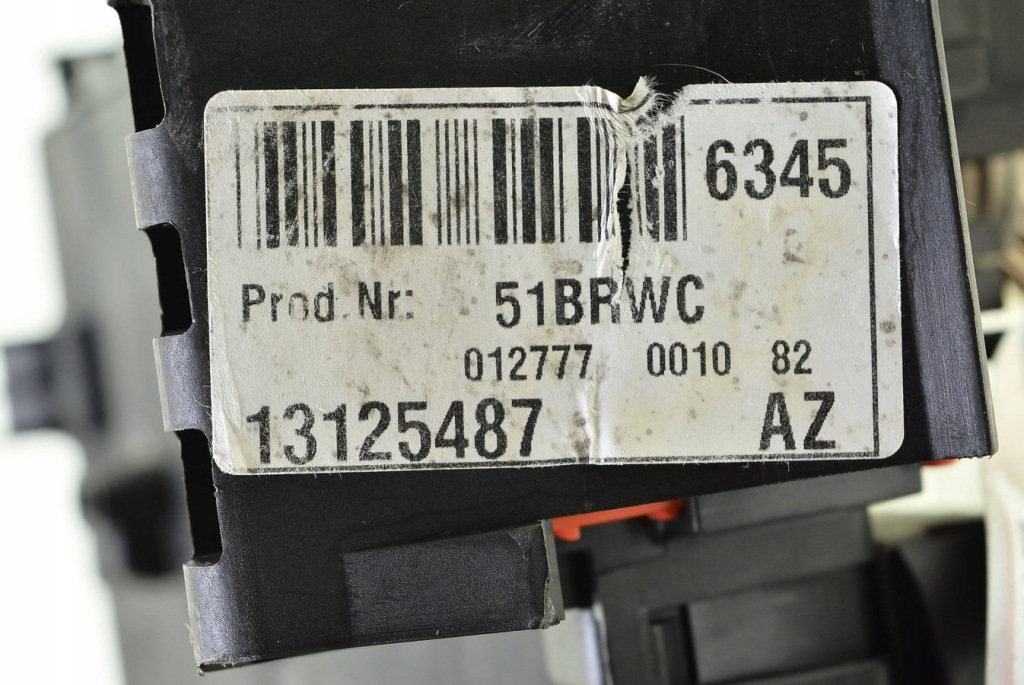 6345
Prod.Nr: 51BRWC
012777 0010 82
13125487 AZ